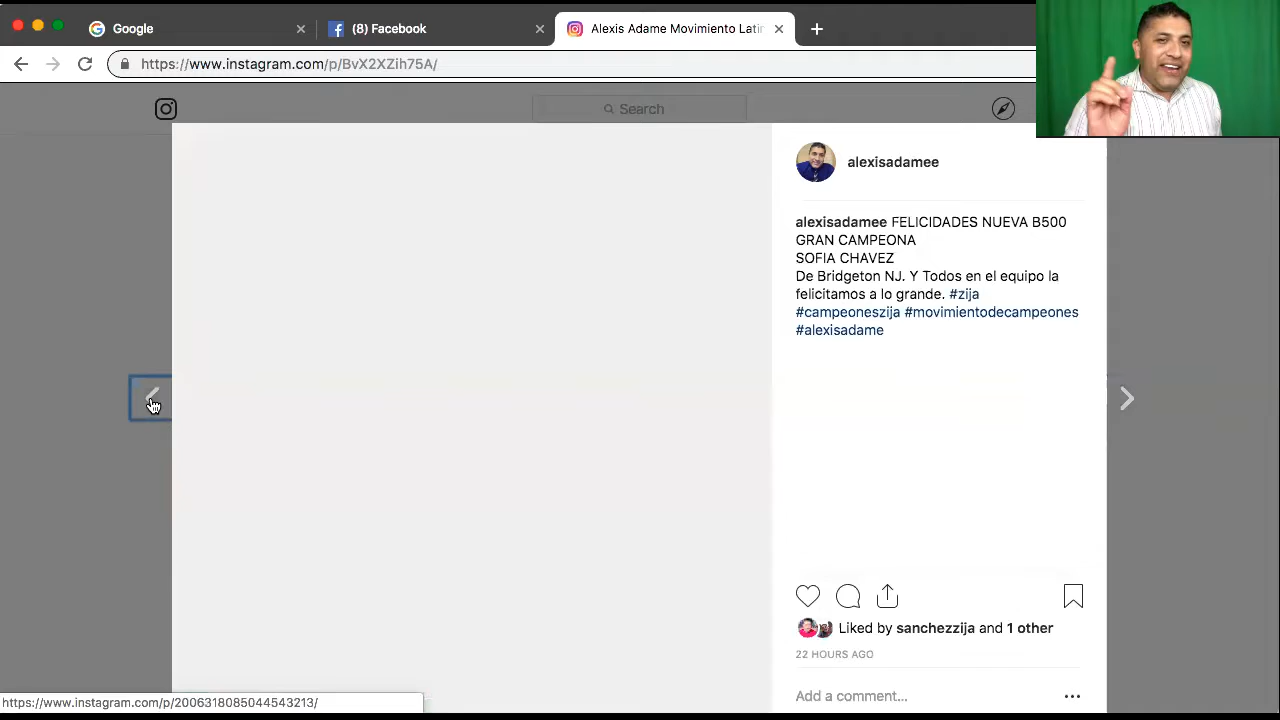 Google
(8) Facebook
Alexis Adame Movimiento Latin
https://www.instagram.com/p/BvX2XZih75A/
Search
alexisadamee
alexisadamee FELICIDADES NUEVA B500
GRAN CAMPEONA
SOFIA CHAVEZ
De Bridgeton NJ. Y Todos en el equipo la
felicitamos a lo grande. #zija
#campeoneszija #movimientodecampeones
#alexisadame
Liked by sanchezzija and 1 other
22 HOURS AGO
Add a comment...
https://www.instagram.com/p/2006318085044543213/